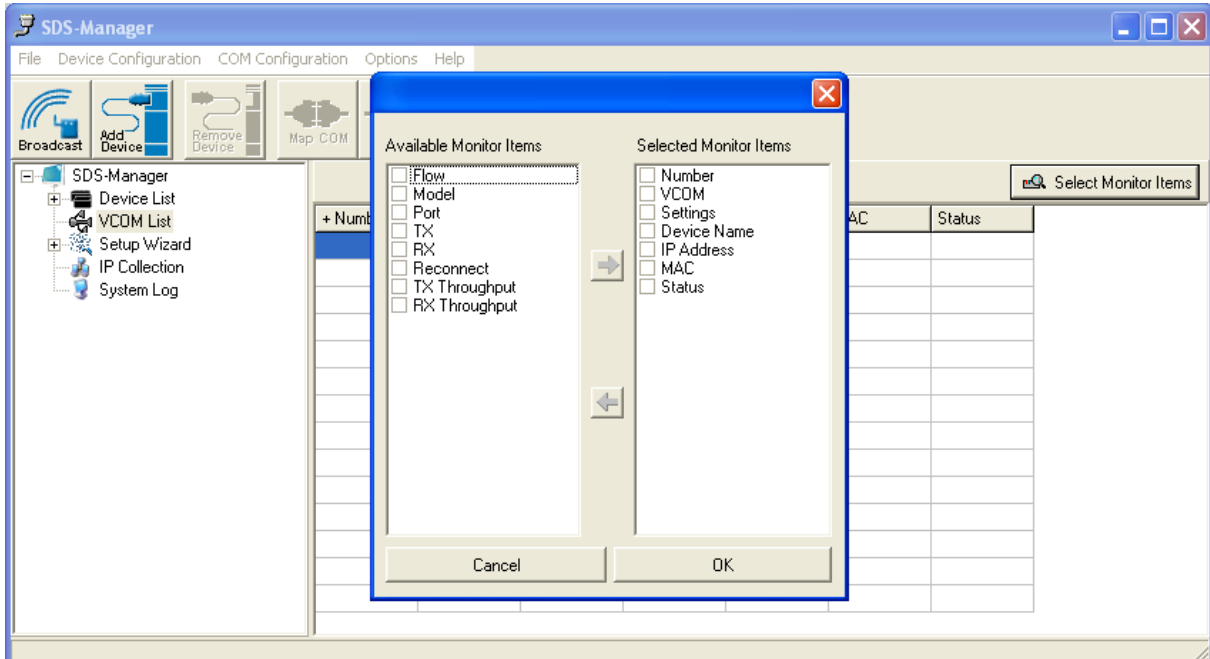 SDS-Manager
File Device Configuration COM Configuration Options Help
Broadcast
Add Device
Remove Device
Map COM
SDS-Manager
Device List
VCOM List
Setup Wizard
IP Collection
System Log
Select Monitor Items
+ Numb
AC
Status
Available Monitor Items
Flow
Model
Port
TX
RX
Reconnect
TX Throughput
RX Throughput
Selected Monitor Items
Number
VCOM
Settings
Device Name
IP Address
MAC
Status
Cancel
OK